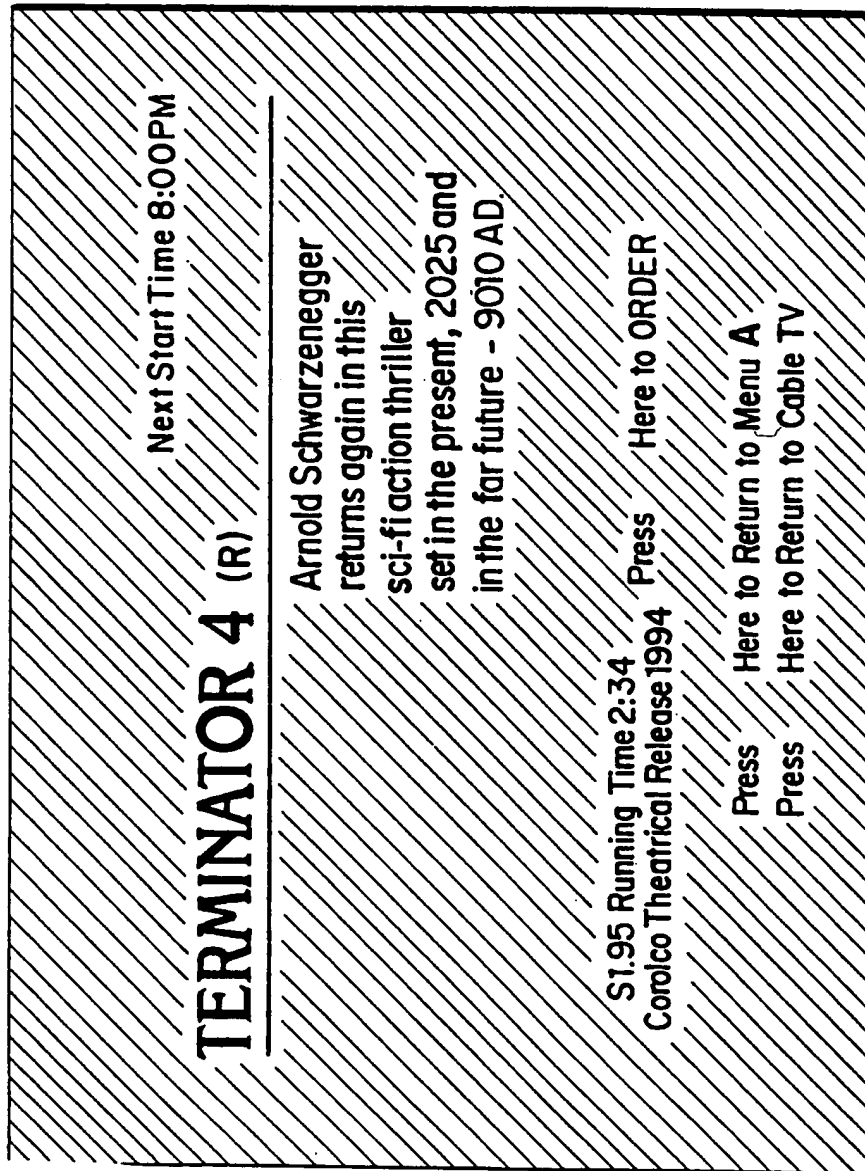 Next Start Time 8:00PM
TERMINATOR 4 (R)
Arnold Schwarzenegger
returns again in this
sci-fi action thriller
set in the present, 2025 and
in the far future - 9010 AD.
S1.95 Running Time 2:34
Corolco Theatrical Release 1994
Press Here to ORDER
Press Here to Return to Menu A
Press Here to Return to Cable TV